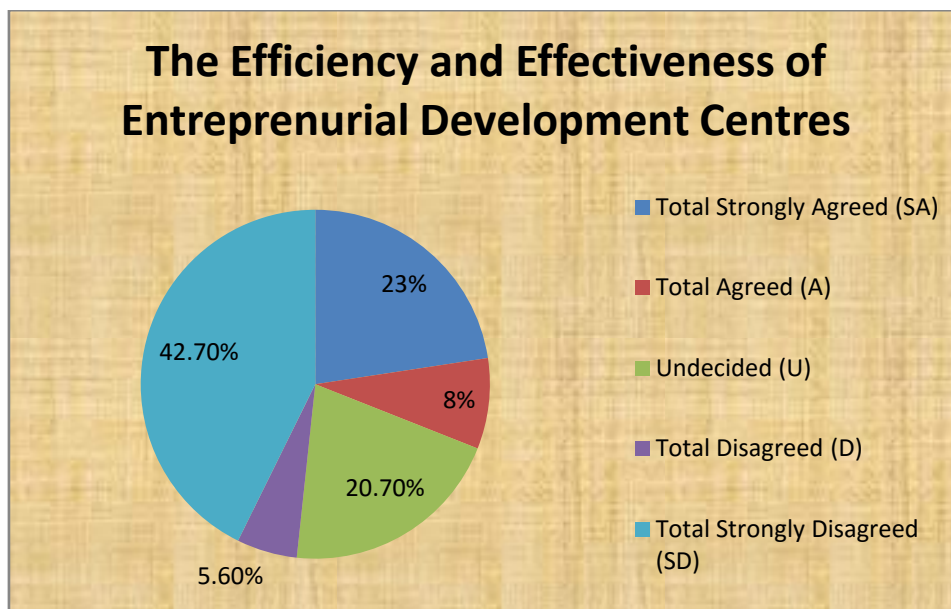 The Efficiency and Effectiveness of
Entreprenurial Development Centres
23%
8%
20.70%
5.60%
42.70%
Total Strongly Agreed (SA)
Total Agreed (A)
Undecided (U)
Total Disagreed (D)
Total Strongly Disagreed
(SD)